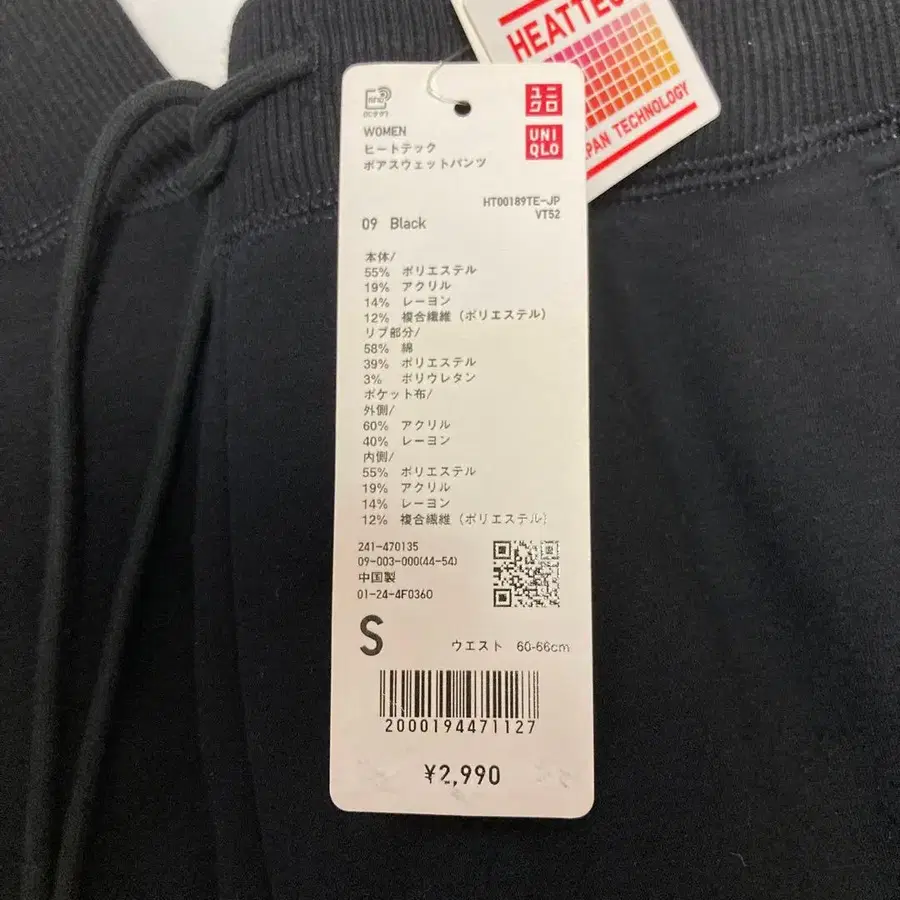 HEATTEC
PAN TECHNOLOGY
ユニ
クロ
UNI
QLO
WOMEN
ヒートテック
ボアスウェットパンツ
HT00189TE-JP
VT52
09 Black
本体/
55% ポリエステル
19% アクリル
14% レーヨン
12% 複合繊維 (ポリエステル)
リブ部分/
58% 綿
39% ポリエステル
3% ポリウレタン
ポケット布/
外側/
60% アクリル
40% レーヨン
内側/
55% ポリエステル
19% アクリル
14% レーヨン
12% 複合繊維 (ポリエステル)
241-470135
09-003-000(44-54)
中国製
01-24-4F0360
S ウエスト 60-66cm
2000194471127
¥2,990